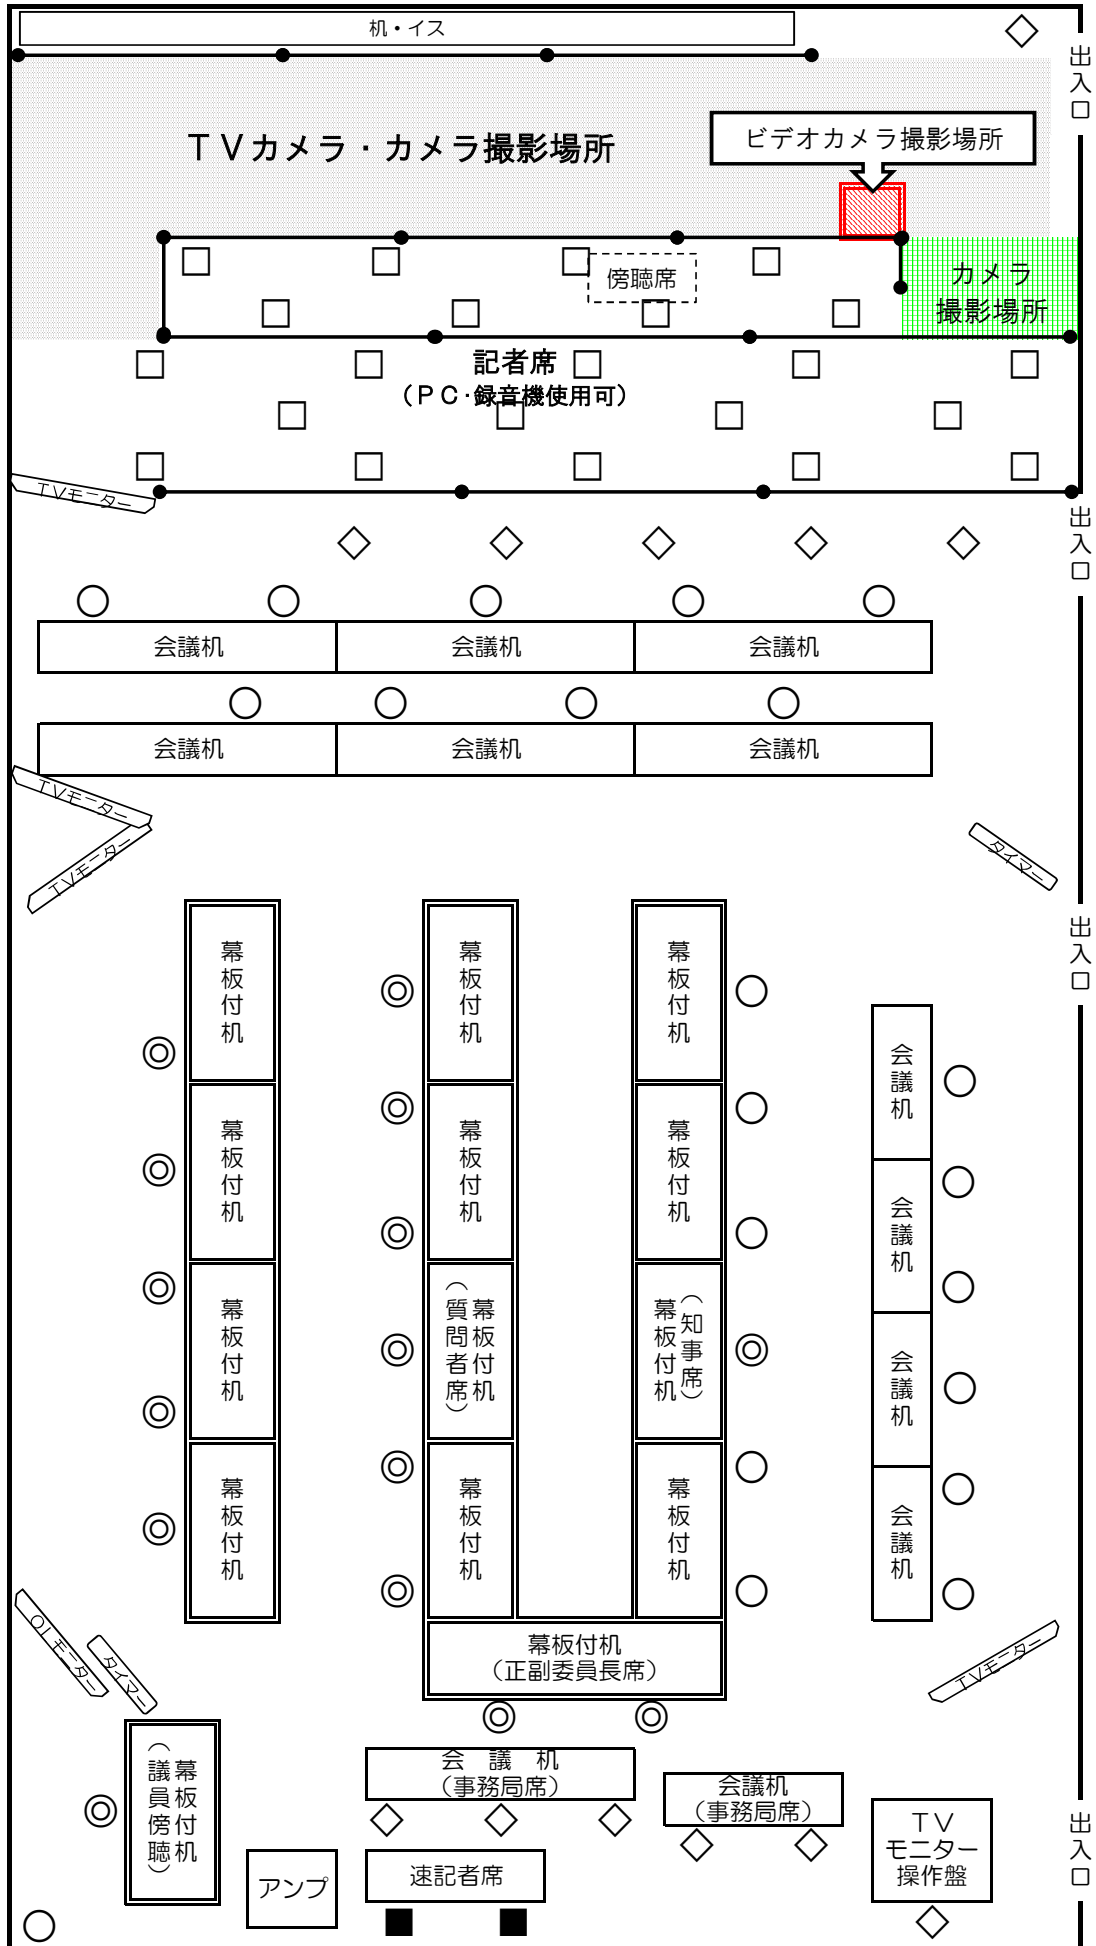 机・イス
出入口
ＴＶカメラ・カメラ撮影場所
ビデオカメラ撮影場所
傍聴席
カメラ
撮影場所
記者席
（ＰＣ・録音機使用可）
ＴＶモニター
出入口
会議机
会議机
会議机
会議机
会議机
会議机
ＴＶモニター
ＴＶモニター
タイマー
出入口
幕板付机
幕板付机
幕板付机
会議机
幕板付机
幕板付机
幕板付机
会議机
幕板付机
幕板付机
（質問者席）
（知事席）
幕板付机
会議机
幕板付机
幕板付机
幕板付机
会議机
幕板付机
（正副委員長席）
ＯＬモニター
タイマー
ＴＶモニター
幕板付机
（議員傍聴）
会　議　机
（事務局席）
会議机
（事務局席）
ＴＶ
モニター
操作盤
出入口
アンプ
速記者席